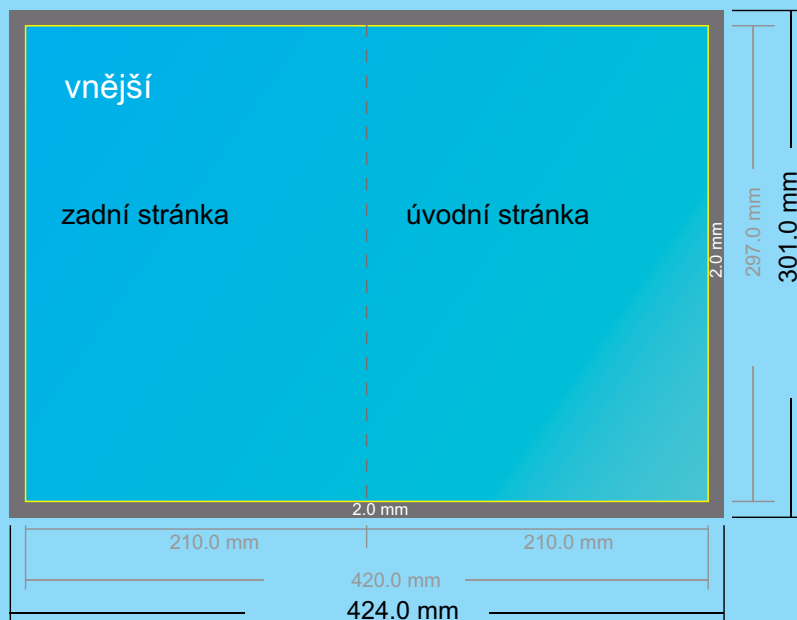 vnější
zadní stránka
úvodní stránka
2.0 mm
297.0 mm
301.0 mm
2.0 mm
210.0 mm
210.0 mm
420.0 mm
424.0 mm